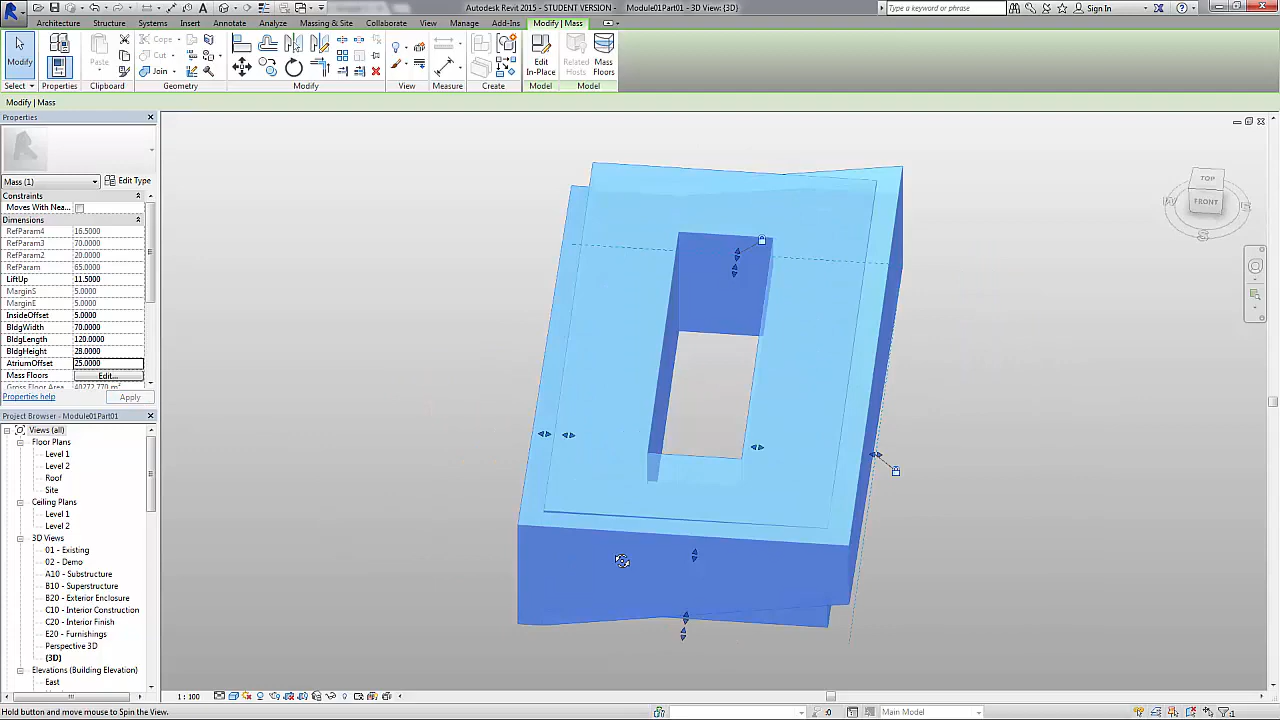 Autodesk Revit 2015 - STUDENT VERSION - Module01Part01 - 3D View: {3D}
Type a keyword or phrase
Sign In
Architecture Structure Systems Insert Annotate Analyze Massing & Site Collaborate View Manage Add-Ins Modify | Mass
Modify
Paste
Cope
Cut
Join
Edit In-Place
Related Hosts
Mass Floors
Select Properties Clipboard Geometry Modify View Measure Create Model Model
Modify | Mass
Properties
Mass (1) Edit Type
Constraints
Moves With Nea...
Dimensions
RefParam4 16.5000
RefParam3 70.0000
RefParam2 20.0000
RefParam 65.0000
LiftUp 11.5000
MarginS 5.0000
MarginE 5.0000
InsideOffset 5.0000
BldgWidth 70.0000
BldgLength 120.0000
BldgHeight 28.0000
AtriumOffset 25.0000
Mass Floors Edit...
Gross Floor Area 40272.770 m²
Properties help Apply
Project Browser - Module01Part01
Views (all)
Floor Plans
Level 1
Level 2
Roof
Site
Ceiling Plans
Level 1
Level 2
3D Views
01 - Existing
02 - Demo
A10 - Substructure
B10 - Superstructure
B20 - Exterior Enclosure
C10 - Interior Construction
C20 - Interior Finish
E20 - Furnishings
Perspective 3D
{3D}
Elevations (Building Elevation)
East
TOP
FRONT
1 : 100
Hold button and move mouse to Spin the View.
:0
Main Model
:1